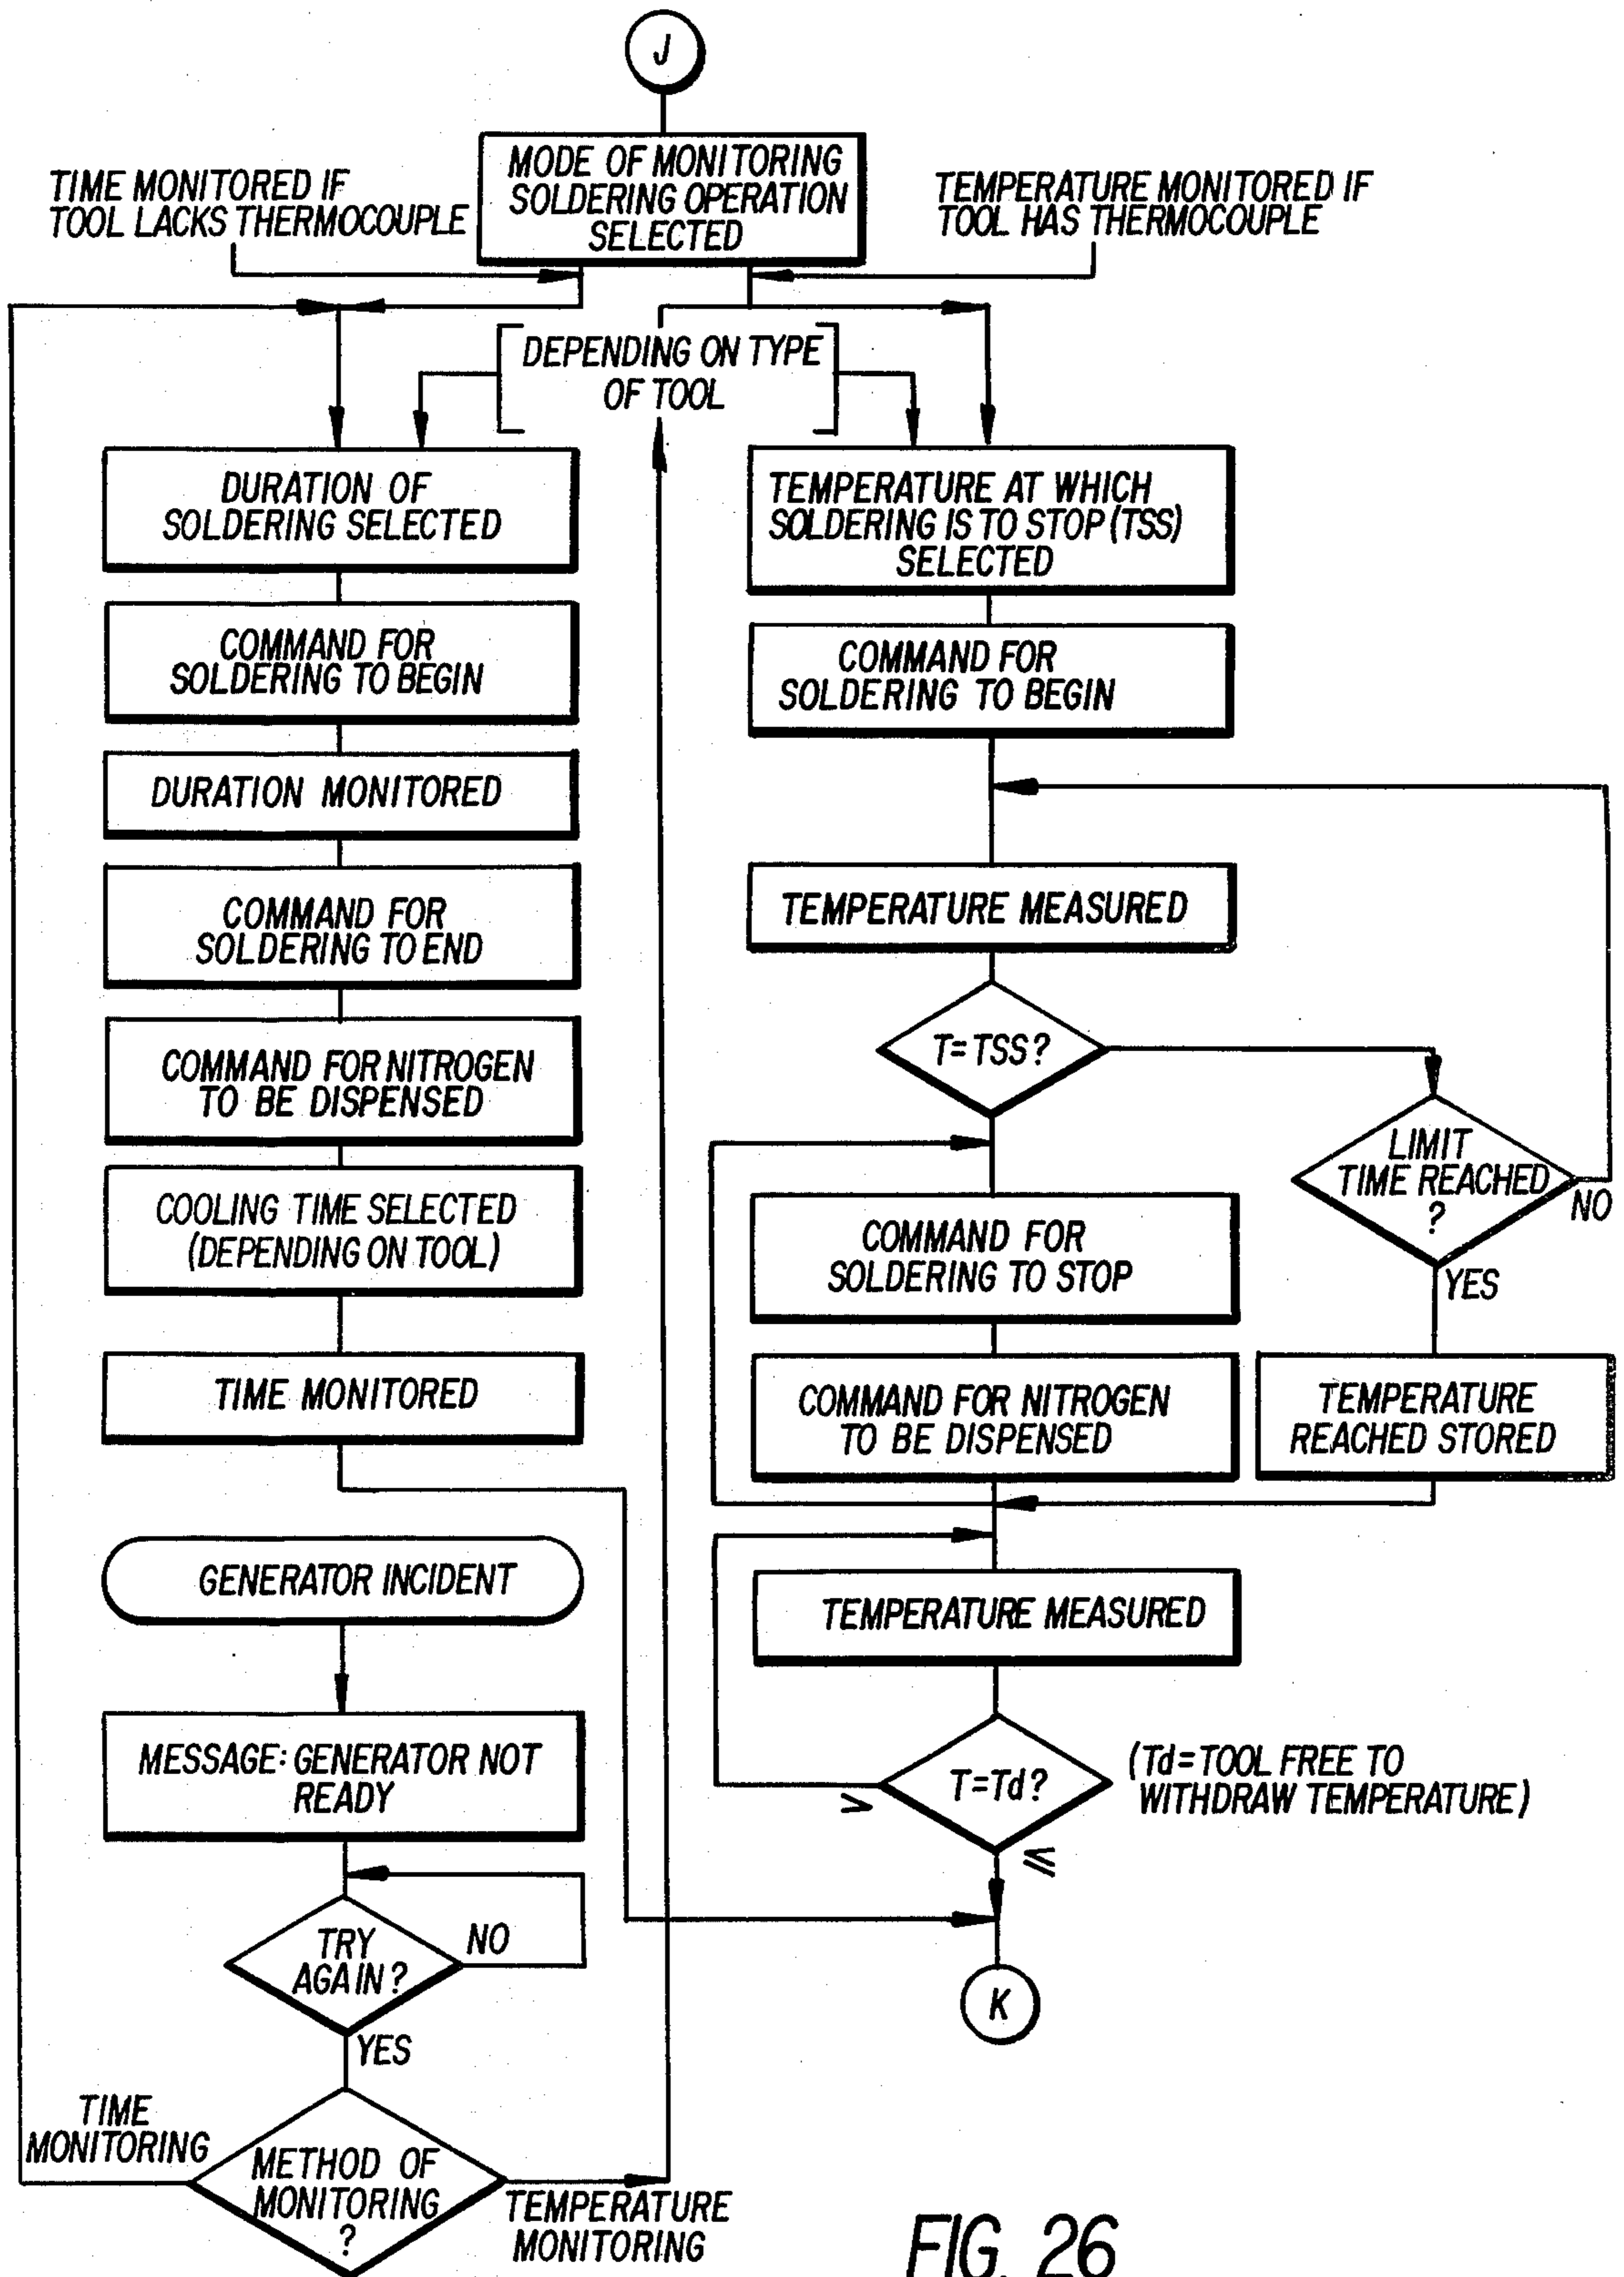 J
MODE OF MONITORING
SOLDERING OPERATION
SELECTED
TIME MONITORED IF
TOOL LACKS THERMOCOUPLE
TEMPERATURE MONITORED IF
TOOL HAS THERMOCOUPLE
DEPENDING ON TYPE
OF TOOL
DURATION OF
SOLDERING SELECTED
COMMAND FOR
SOLDERING TO BEGIN
DURATION MONITORED
COMMAND FOR
SOLDERING TO END
COMMAND FOR NITROGEN
TO BE DISPENSED
COOLING TIME SELECTED
(DEPENDING ON TOOL)
TIME MONITORED
GENERATOR INCIDENT
MESSAGE: GENERATOR NOT
READY
TRY
AGAIN?
NO
YES
METHOD OF
MONITORING
?
TIME
MONITORING
TEMPERATURE
MONITORING
TEMPERATURE AT WHICH
SOLDERING IS TO STOP (TSS)
SELECTED
COMMAND FOR
SOLDERING TO BEGIN
TEMPERATURE MEASURED
T=TSS?
LIMIT
TIME REACHED
?
NO
YES
TEMPERATURE
REACHED STORED
COMMAND FOR
SOLDERING TO STOP
COMMAND FOR NITROGEN
TO BE DISPENSED
TEMPERATURE MEASURED
T=Td?
>
≤
(Td=TOOL FREE TO
WITHDRAW TEMPERATURE)
K
FIG. 26